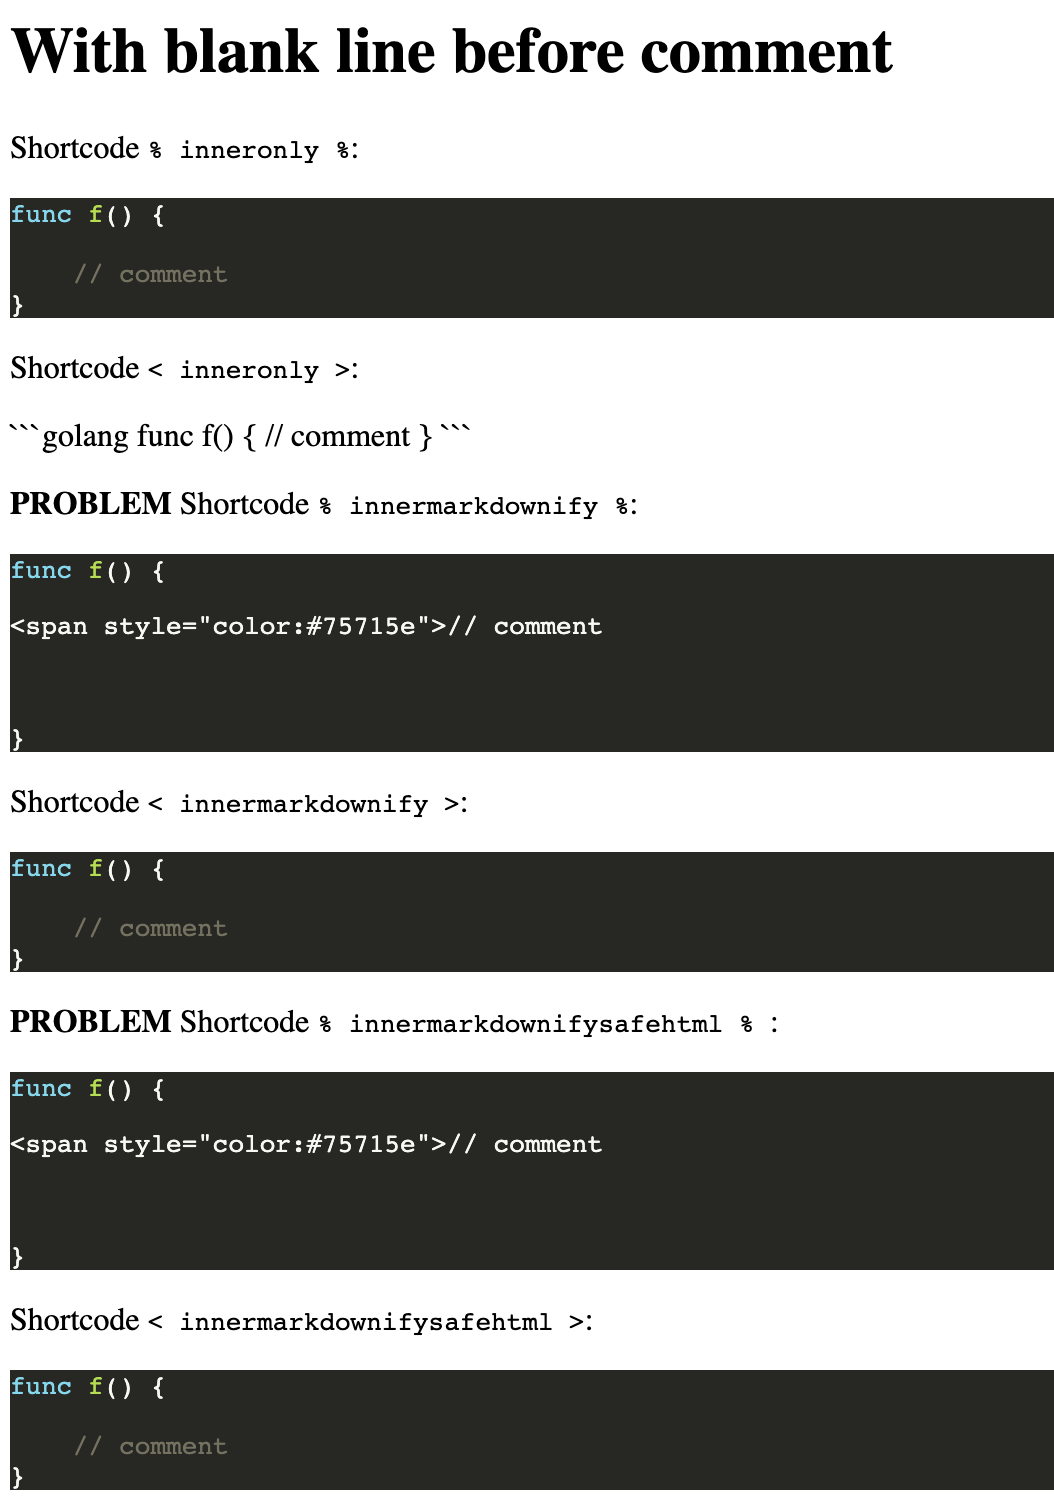 With blank line before comment
Shortcode % inneronly %:
func f() {
    // comment
}
Shortcode < inneronly >:
```golang func f() { // comment } ```
PROBLEM Shortcode % innermarkdownify %:
func f() {
<span style="color:#75715e">// comment
}
Shortcode < innermarkdownify >:
func f() {
    // comment
}
PROBLEM Shortcode % innermarkdownifysafehtml % :
func f() {
<span style="color:#75715e">// comment
}
Shortcode < innermarkdownifysafehtml >:
func f() {
    // comment
}